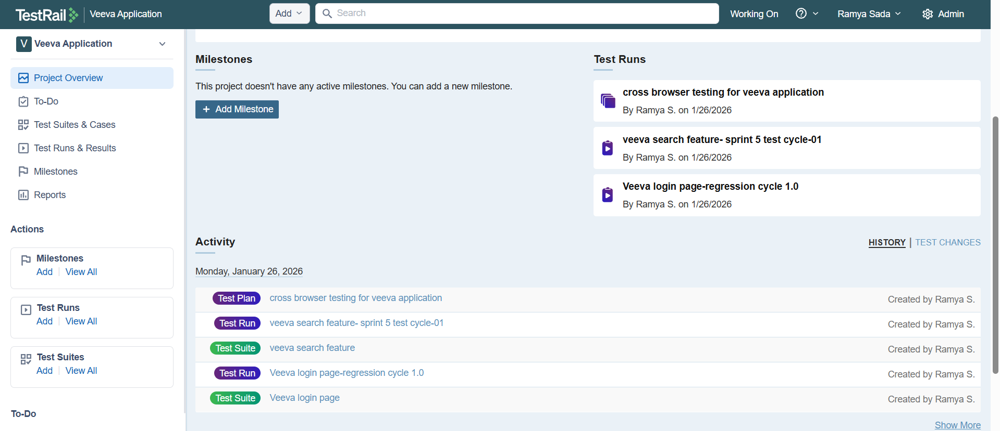 TestRail
Veeva Application
Add
Search
Working On
Ramya Sada
Admin
V Veeva Application
Project Overview
To-Do
Test Suites & Cases
Test Runs & Results
Milestones
Reports
Actions
Milestones
Add
View All
Test Runs
Add
View All
Test Suites
Add
View All
To-Do
Milestones
This project doesn't have any active milestones. You can add a new milestone.
+ Add Milestone
Test Runs
cross browser testing for veeva application
By Ramya S. on 1/26/2026
veeva search feature- sprint 5 test cycle-01
By Ramya S. on 1/26/2026
Veeva login page-regression cycle 1.0
By Ramya S. on 1/26/2026
Activity
HISTORY | TEST CHANGES
Monday, January 26, 2026
Test Plan cross browser testing for veeva application Created by Ramya S.
Test Run veeva search feature- sprint 5 test cycle-01 Created by Ramya S.
Test Suite veeva search feature Created by Ramya S.
Test Run Veeva login page-regression cycle 1.0 Created by Ramya S.
Test Suite Veeva login page Created by Ramya S.
Show More